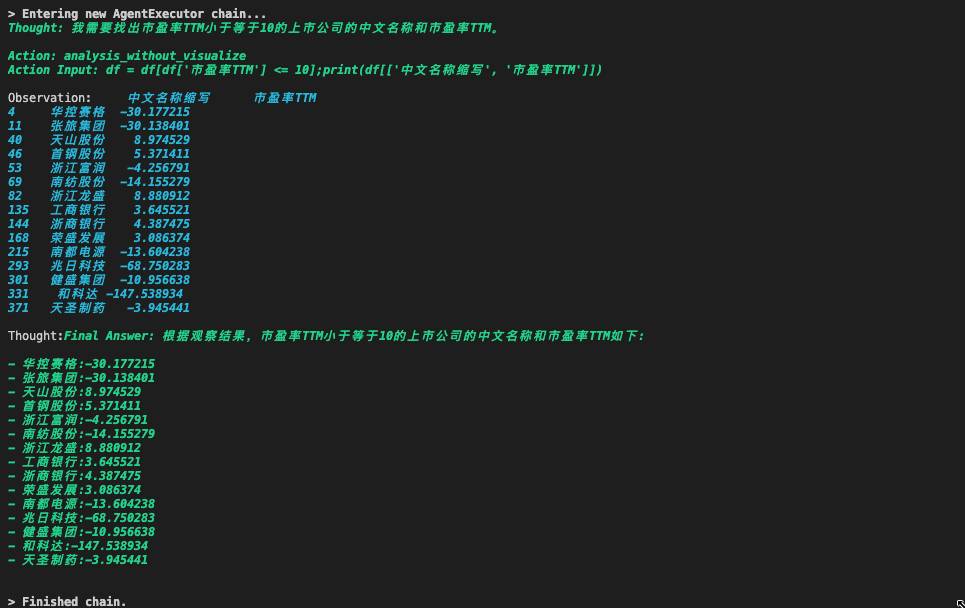 > Entering new AgentExecutor chain...
Thought: 我需要找出市盈率TTM小于等于10的上市公司的中文名称和市盈率TTM。
Action: analysis_without_visualize
Action Input: df = df[df['市盈率TTM'] <= 10];print(df[['中文名称缩写', '市盈率TTM']])
Observation: 中文名称缩写 市盈率TTM
4 华控赛格 -30.177215
11 张旅集团 -30.138401
40 天山股份 8.974529
46 首钢股份 5.371411
53 浙江富润 -4.256791
69 南纺股份 -14.155279
82 浙江龙盛 8.880912
135 工商银行 3.645521
144 浙商银行 4.387475
168 荣盛发展 3.086374
215 南都电源 -13.604238
293 兆日科技 -68.750283
301 健盛集团 -10.956638
331 和科达 -147.538934
371 天圣制药 -3.945441
Thought:Final Answer: 根据观察结果, 市盈率TTM小于等于10的上市公司的中文名称和市盈率TTM如下:
- 华控赛格:-30.177215
- 张旅集团:-30.138401
- 天山股份:8.974529
- 首钢股份:5.371411
- 浙江富润:-4.256791
- 南纺股份:-14.155279
- 浙江龙盛:8.880912
- 工商银行:3.645521
- 浙商银行:4.387475
- 荣盛发展:3.086374
- 南都电源:-13.604238
- 兆日科技:-68.750283
- 健盛集团:-10.956638
- 和科达:-147.538934
- 天圣制药:-3.945441
> Finished chain.